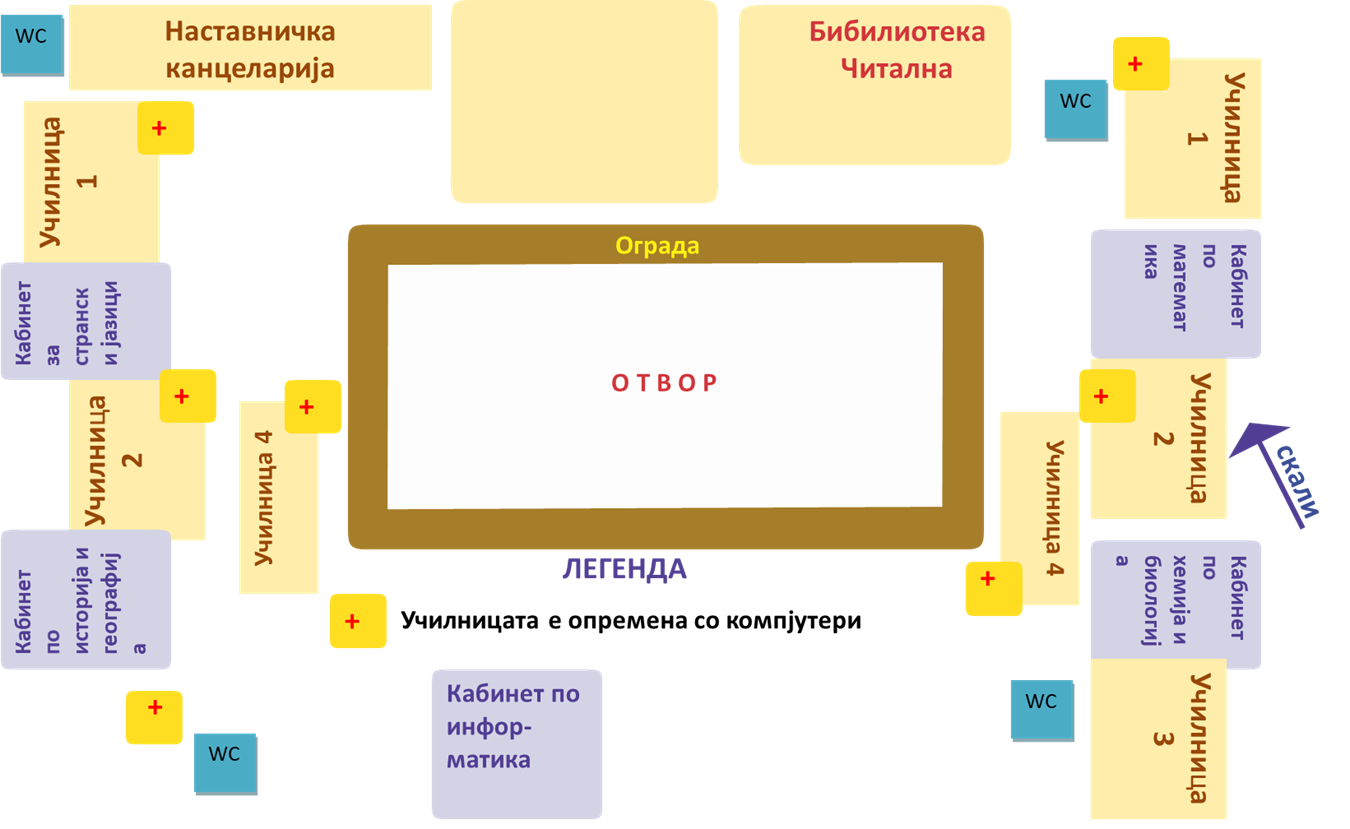 WC
Наставничка
канцеларија
Бибилиотека
Читална
+
WC
Училница
1
+
Училница
1
Ограда
Кабинет
за
странск
и јазици
Кабинет
по
математ
ика
О Т В О Р
+
Училница
2
+
Училница 4
+
Училница
2
Училница 4
+
скали
Кабинет
по
историја и
географиј
а
Кабинет
по
хемија и
биологиј
а
ЛЕГЕНДА
+
Училницата е опремена со компјутери
Кабинет по
инфор-
матика
+
WC
WC
Училница
3